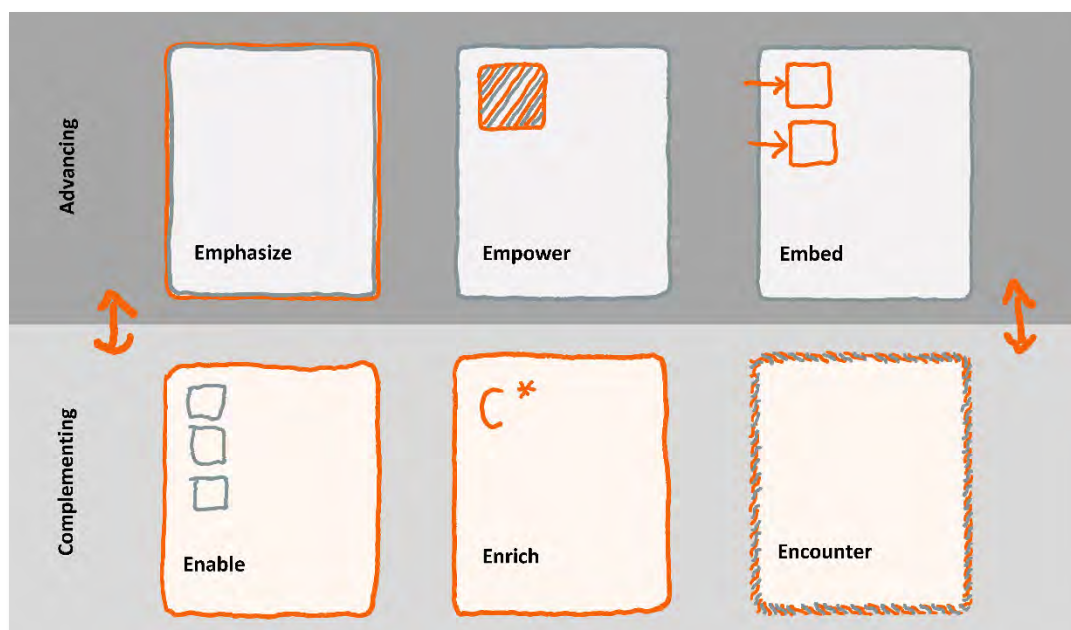 Advancing
Emphasize
Empower
Embed
Complementing
C*
Enable
Enrich
Encounter